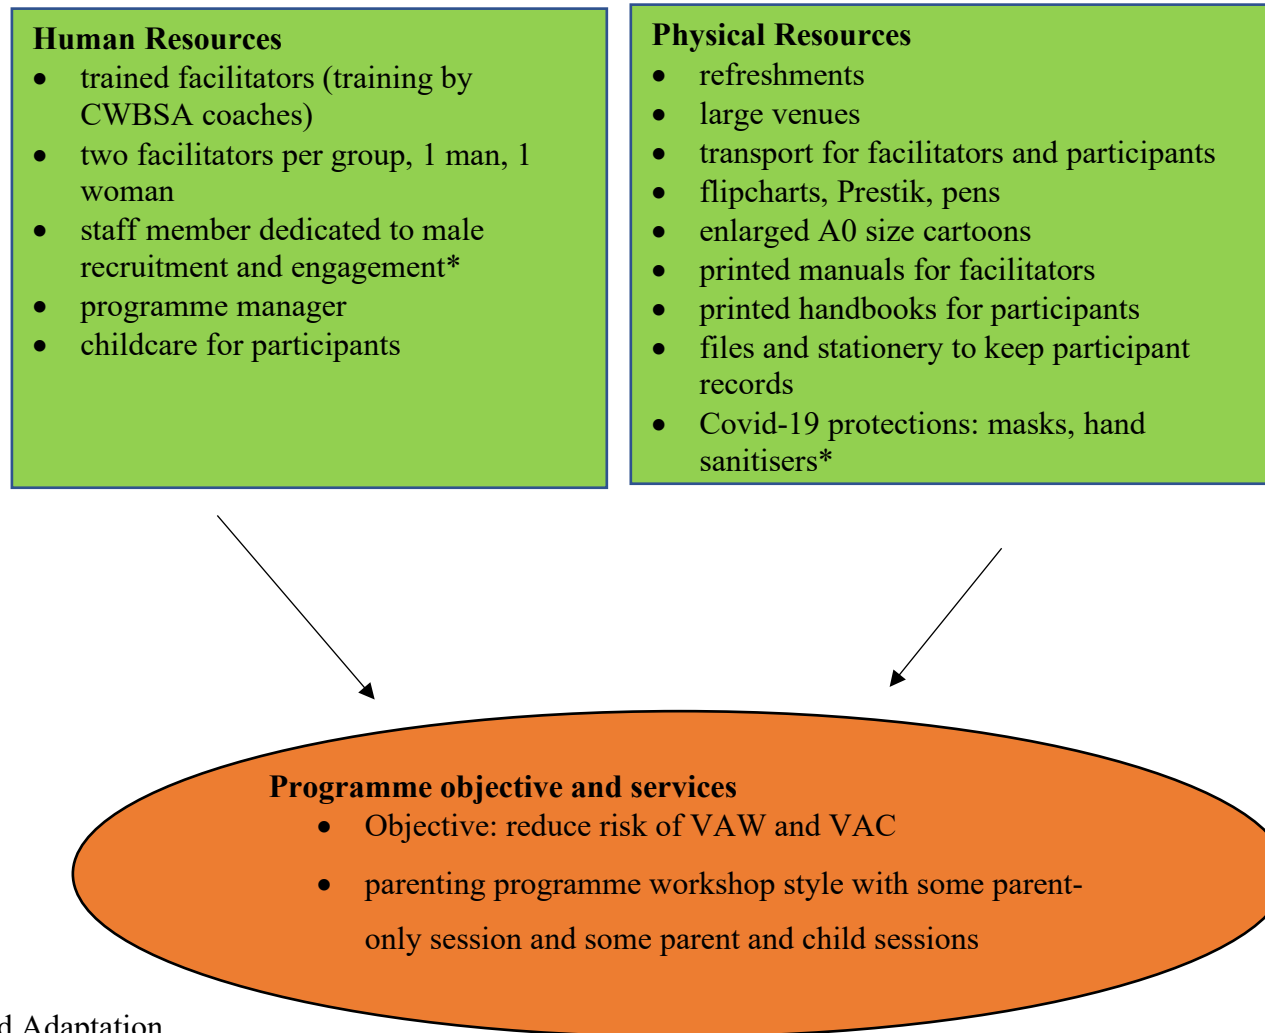 Human Resources
• trained facilitators (training by
CWBSA coaches)
• two facilitators per group, 1 man, 1
woman
• staff member dedicated to male
recruitment and engagement*
• programme manager
• childcare for participants
Physical Resources
• refreshments
• large venues
• transport for facilitators and participants
• flipcharts, Prestik, pens
• enlarged A0 size cartoons
• printed manuals for facilitators
• printed handbooks for participants
• files and stationery to keep participant
records
• Covid-19 protections: masks, hand
sanitisers*
Programme objective and services
• Objective: reduce risk of VAW and VAC
• parenting programme workshop style with some parent-
only session and some parent and child sessions
Adaptation